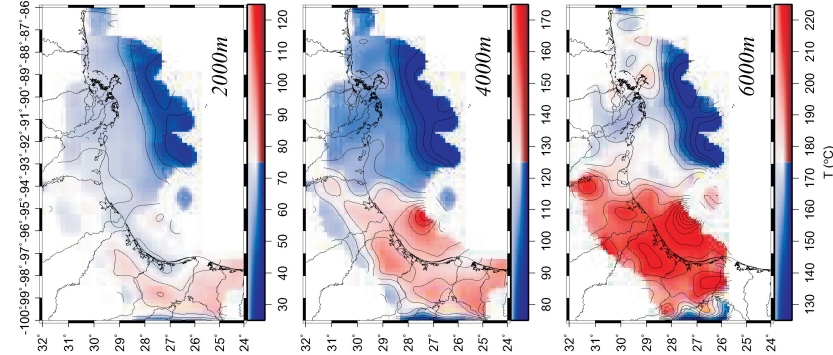 -100°-99°-98°-97°-96°-95°-94°-93°-92°-91°-90°-89°-88°-87°-86
2000m
32° 31° 30° 29° 28° 27° 26° 25° 24
30 40 50 60 70 80 90 100 110 120
4000m
32° 31° 30° 29° 28° 27° 26° 25° 24
80 90 100 110 120 130 140 150 160 170
6000m
32° 31° 30° 29° 28° 27° 26° 25° 24
130 140 150 160 170 180 190 200 210 220
T (°C)